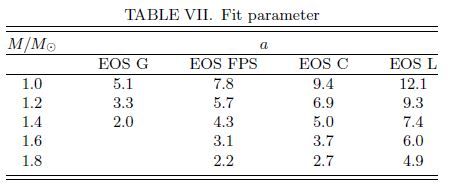 TABLE VII. Fit parameter
M/M⊙ a
EOS G EOS FPS EOS C EOS L
1.0 5.1 7.8 9.4 12.1
1.2 3.3 5.7 6.9 9.3
1.4 2.0 4.3 5.0 7.4
1.6 3.1 3.7 6.0
1.8 2.2 2.7 4.9